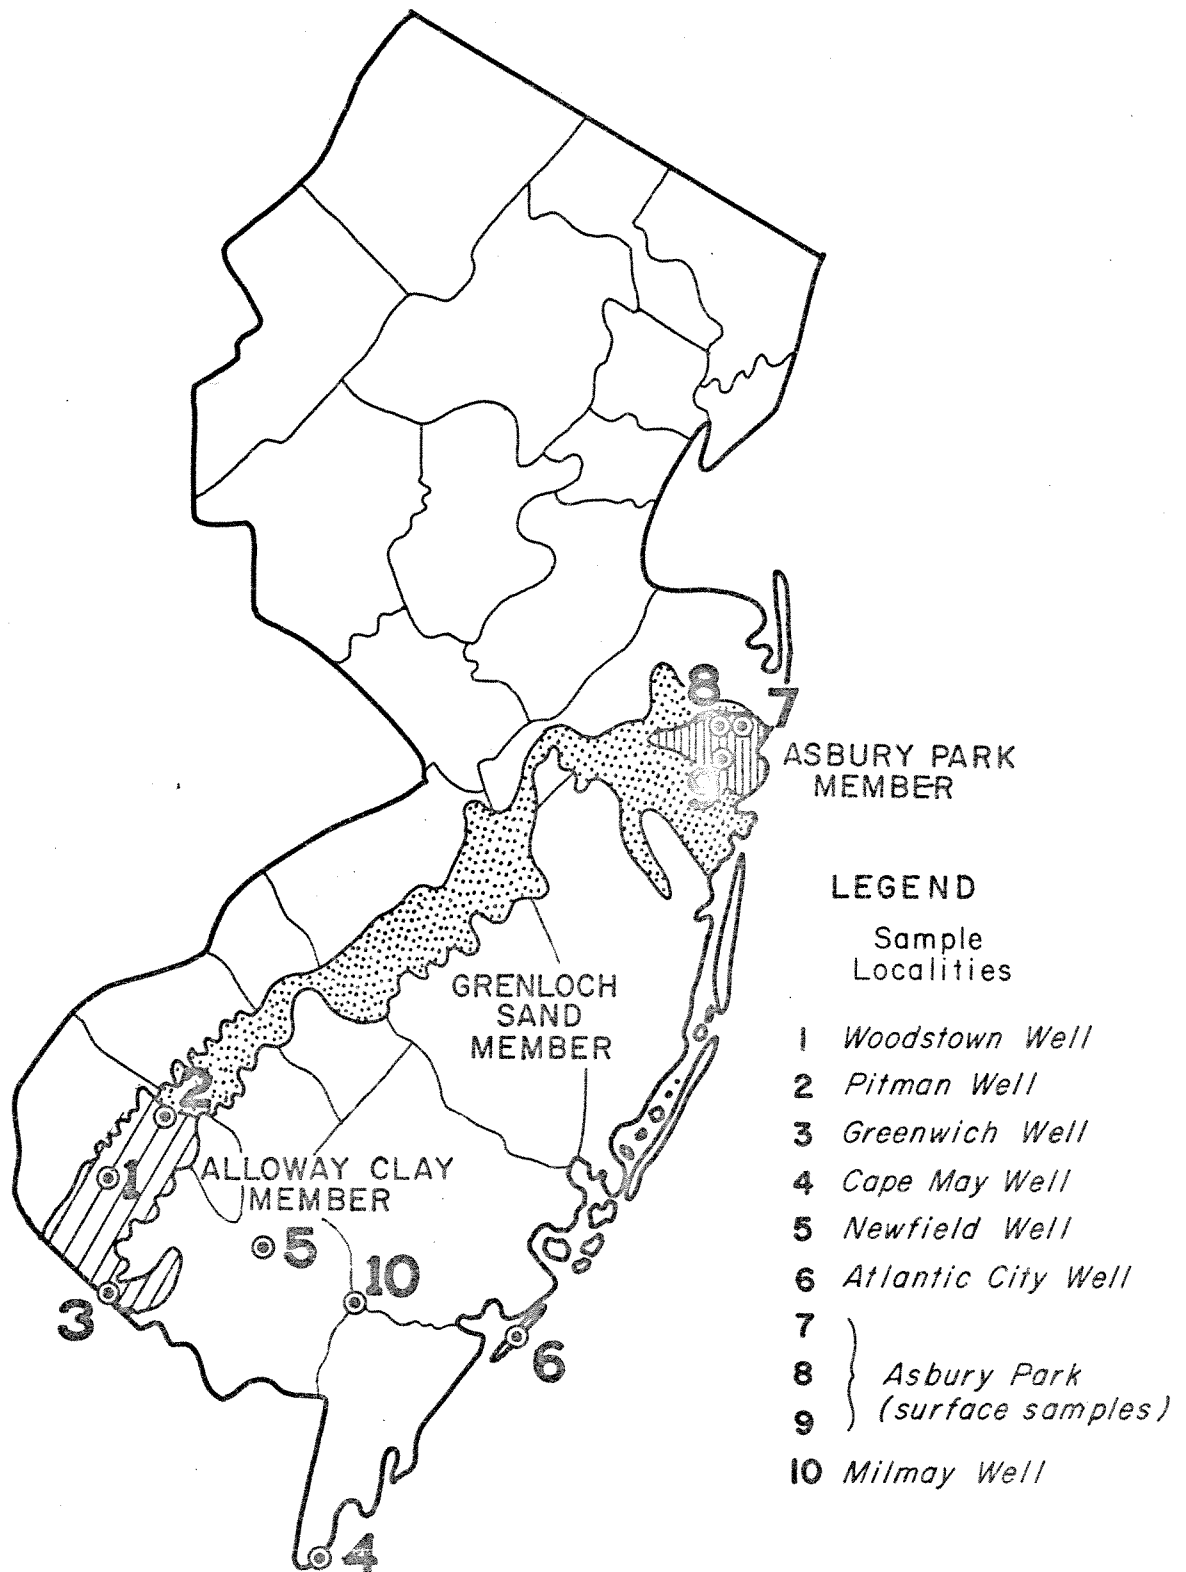 8
7
ASBURY PARK
MEMBER
9
LEGEND
Sample
Localities
GRENLOCH
SAND
MEMBER
1 Woodstown Well
2 Pitman Well
3 Greenwich Well
4 Cape May Well
5 Newfield Well
6 Atlantic City Well
7
8 Asbury Park
(surface samples)
9
10 Milmay Well
2
1
ALLOWAY CLAY
MEMBER
5
10
3
6
4